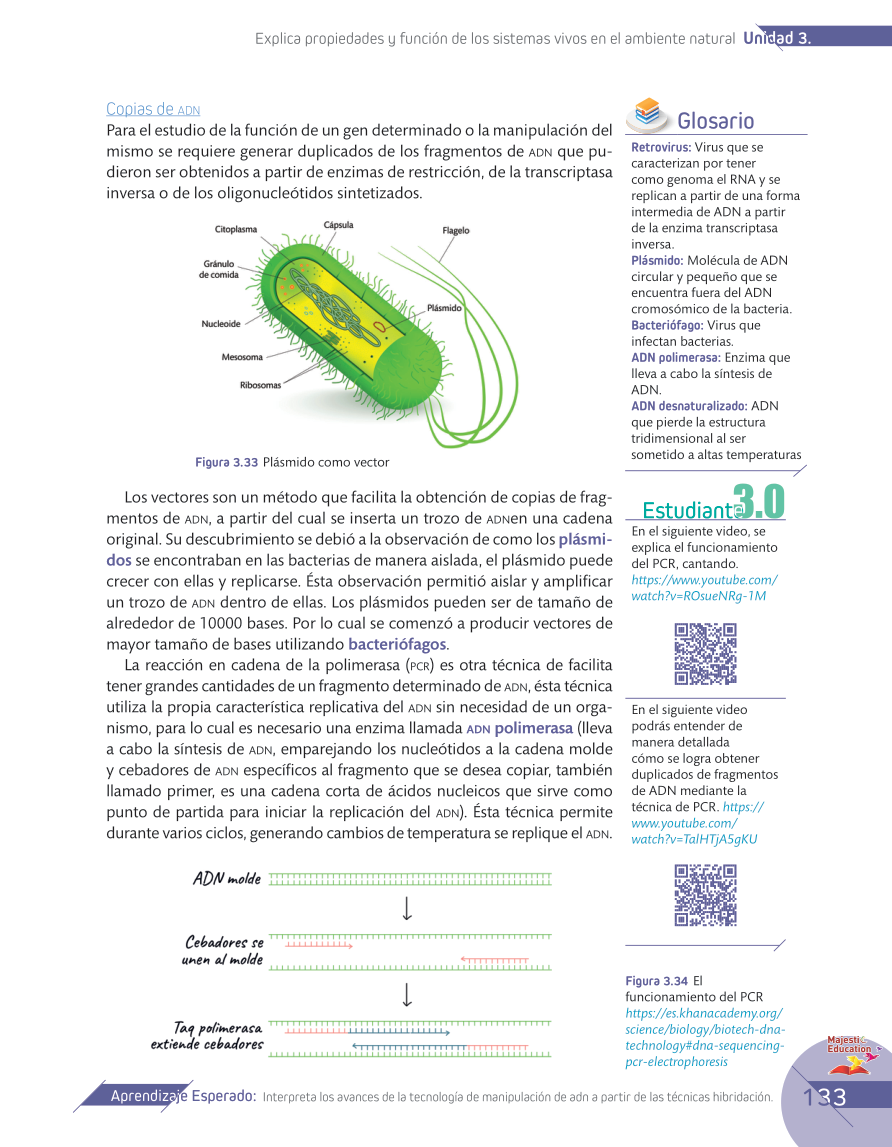 Explica propiedades y función de los sistemas vivos en el ambiente natural Unidad 3.
Copias de ADN
Para el estudio de la función de un gen determinado o la manipulación del
mismo se requiere generar duplicados de los fragmentos de ADN que pu-
dieron ser obtenidos a partir de enzimas de restricción, de la transcriptasa
inversa o de los oligonucleótidos sintetizados.
Citoplasma
Cápsula
Flagelo
Gránulo
de comida
Plásmido
Nucleoide
Mesosoma
Ribosomas
Figura 3.33 Plásmido como vector
Los vectores son un método que facilita la obtención de copias de frag-
mentos de ADN, a partir del cual se inserta un trozo de ADNen una cadena
original. Su descubrimiento se debió a la observación de como los plásmi-
dos se encontraban en las bacterias de manera aislada, el plásmido puede
crecer con ellas y replicarse. Ésta observación permitió aislar y amplificar
un trozo de ADN dentro de ellas. Los plásmidos pueden ser de tamaño de
alrededor de 10000 bases. Por lo cual se comenzó a producir vectores de
mayor tamaño de bases utilizando bacteriófagos.
La reacción en cadena de la polimerasa (PCR) es otra técnica de facilita
tener grandes cantidades de un fragmento determinado de ADN, ésta técnica
utiliza la propia característica replicativa del ADN sin necesidad de un orga-
nismo, para lo cual es necesario una enzima llamada ADN polimerasa (lleva
a cabo la síntesis de ADN, emparejando los nucleótidos a la cadena molde
y cebadores de ADN específicos al fragmento que se desea copiar, también
llamado primer, es una cadena corta de ácidos nucleicos que sirve como
punto de partida para iniciar la replicación del ADN). Ésta técnica permite
durante varios ciclos, generando cambios de temperatura se replique el ADN.
ADN molde
Cebadores se
unen al molde
Taq polimerasa
extiende cebadores
Glosario
Retrovirus: Virus que se
caracterizan por tener
como genoma el RNA y se
replican a partir de una forma
intermedia de ADN a partir
de la enzima transcriptasa
inversa.
Plásmido: Molécula de ADN
circular y pequeño que se
encuentra fuera del ADN
cromosómico de la bacteria.
Bacteriófago: Virus que
infectan bacterias.
ADN polimerasa: Enzima que
lleva a cabo la síntesis de
ADN.
ADN desnaturalizado: ADN
que pierde la estructura
tridimensional al ser
sometido a altas temperaturas
Estudiant@3.0
En el siguiente video, se
explica el funcionamiento
del PCR, cantando.
https://www.youtube.com/
watch?v=ROsueNRg-1M
En el siguiente video
podrás entender de
manera detallada
cómo se logra obtener
duplicados de fragmentos
de ADN mediante la
técnica de PCR. https://
www.youtube.com/
watch?v=TalHTjA5gKU
Figura 3.34 El
funcionamiento del PCR
https://es.khanacademy.org/
science/biology/biotech-dna-
technology#dna-sequencing-
pcr-electrophoresis
Majestic
Education
Aprendizaje Esperado: Interpreta los avances de la tecnología de manipulación de adn a partir de las técnicas hibridación.
133